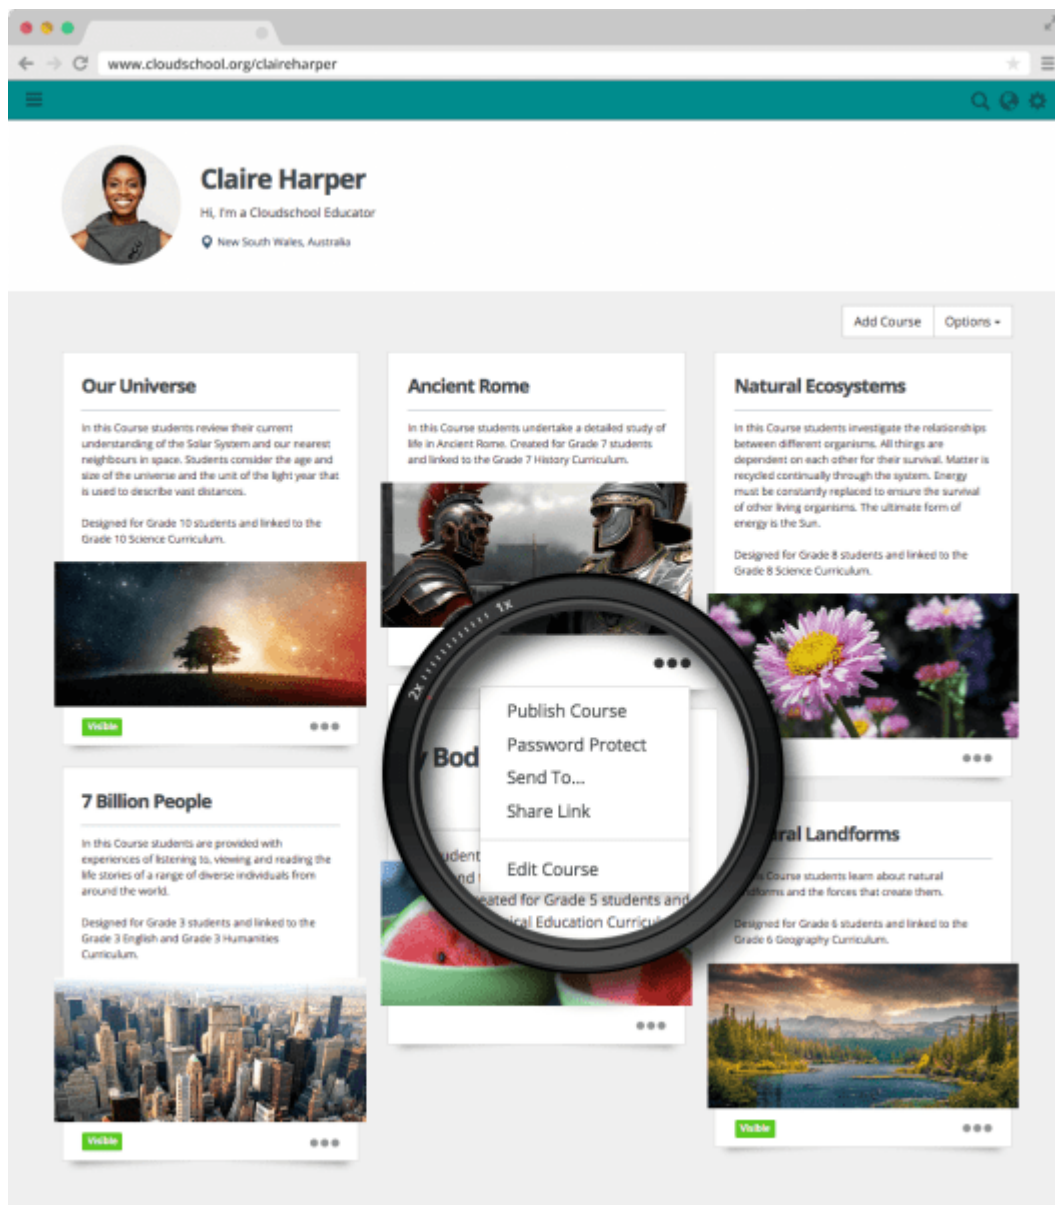 www.cloudschool.org/claireharper
Claire Harper
Hi, I'm a Cloudschool Educator
New South Wales, Australia
Add Course
Options
Our Universe
In this Course students review their current
understanding of the Solar System and our nearest
neighbours in space. Students consider the age and
size of the universe and the unit of the light year that
is used to describe vast distances.
Designed for Grade 10 students and linked to the
Grade 10 Science Curriculum.
Visible
7 Billion People
In this Course students are provided with
experiences of listening to, viewing and reading the
life stories of a range of diverse individuals from
around the world.
Designed for Grade 3 students and linked to the
Grade 3 English and Grade 3 Humanities
Curriculum.
Visible
Ancient Rome
In this Course students undertake a detailed study of
life in Ancient Rome. Created for Grade 7 students
and linked to the Grade 7 History Curriculum.
2x
1x
Publish Course
Password Protect
Send To...
Share Link
Edit Course
y Bod
udent
nd
eated for Grade 5 students and
ical Education Curricu
Natural Ecosystems
In this Course students investigate the relationships
between different organisms. All things are
dependent on each other for their survival. Matter is
recycled continually through the system. Energy
must be constantly replaced to ensure the survival
of other living organisms. The ultimate form of
energy is the Sun.
Designed for Grade 8 students and linked to the
Grade 8 Science Curriculum.
ral Landforms
Course students learn about natural
forms and the forces that create them.
Designed for Grade 6 students and linked to the
Grade 6 Geography Curriculum.
Visible